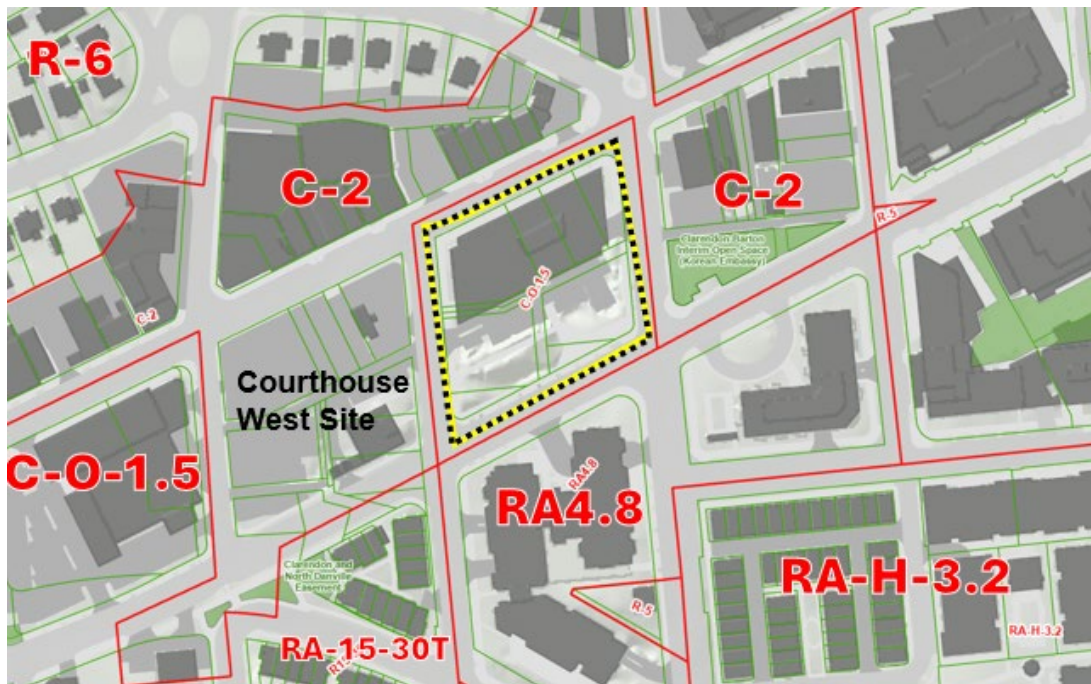 R-6
C-2
C-2
R-5
Clarendon Barton
Interim Open Space
(Korean Embassy)
C-O-1.5
C-2
Courthouse
West Site
C-O-1.5
RA4.8
RA4.8
RA-H-3.2
Clarendon and
North Danville
Easement
R-5
RA-H-3.2
RA-15-30T